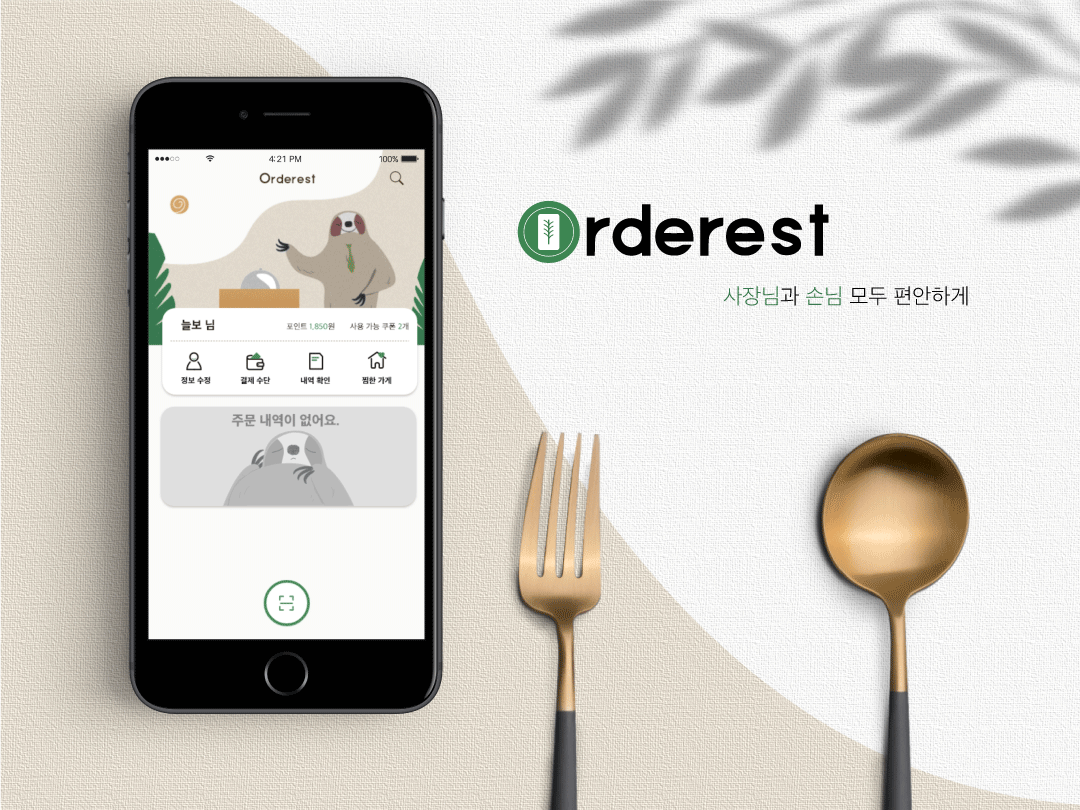 4:21 PM
100%
Orderest
늘보 님
포인트 1,850원
사용 가능 쿠폰 2개
정보 수정
결제 수단
내역 확인
찜한 가게
주문 내역이 없어요.
Orderest
사장님과 손님 모두 편안하게